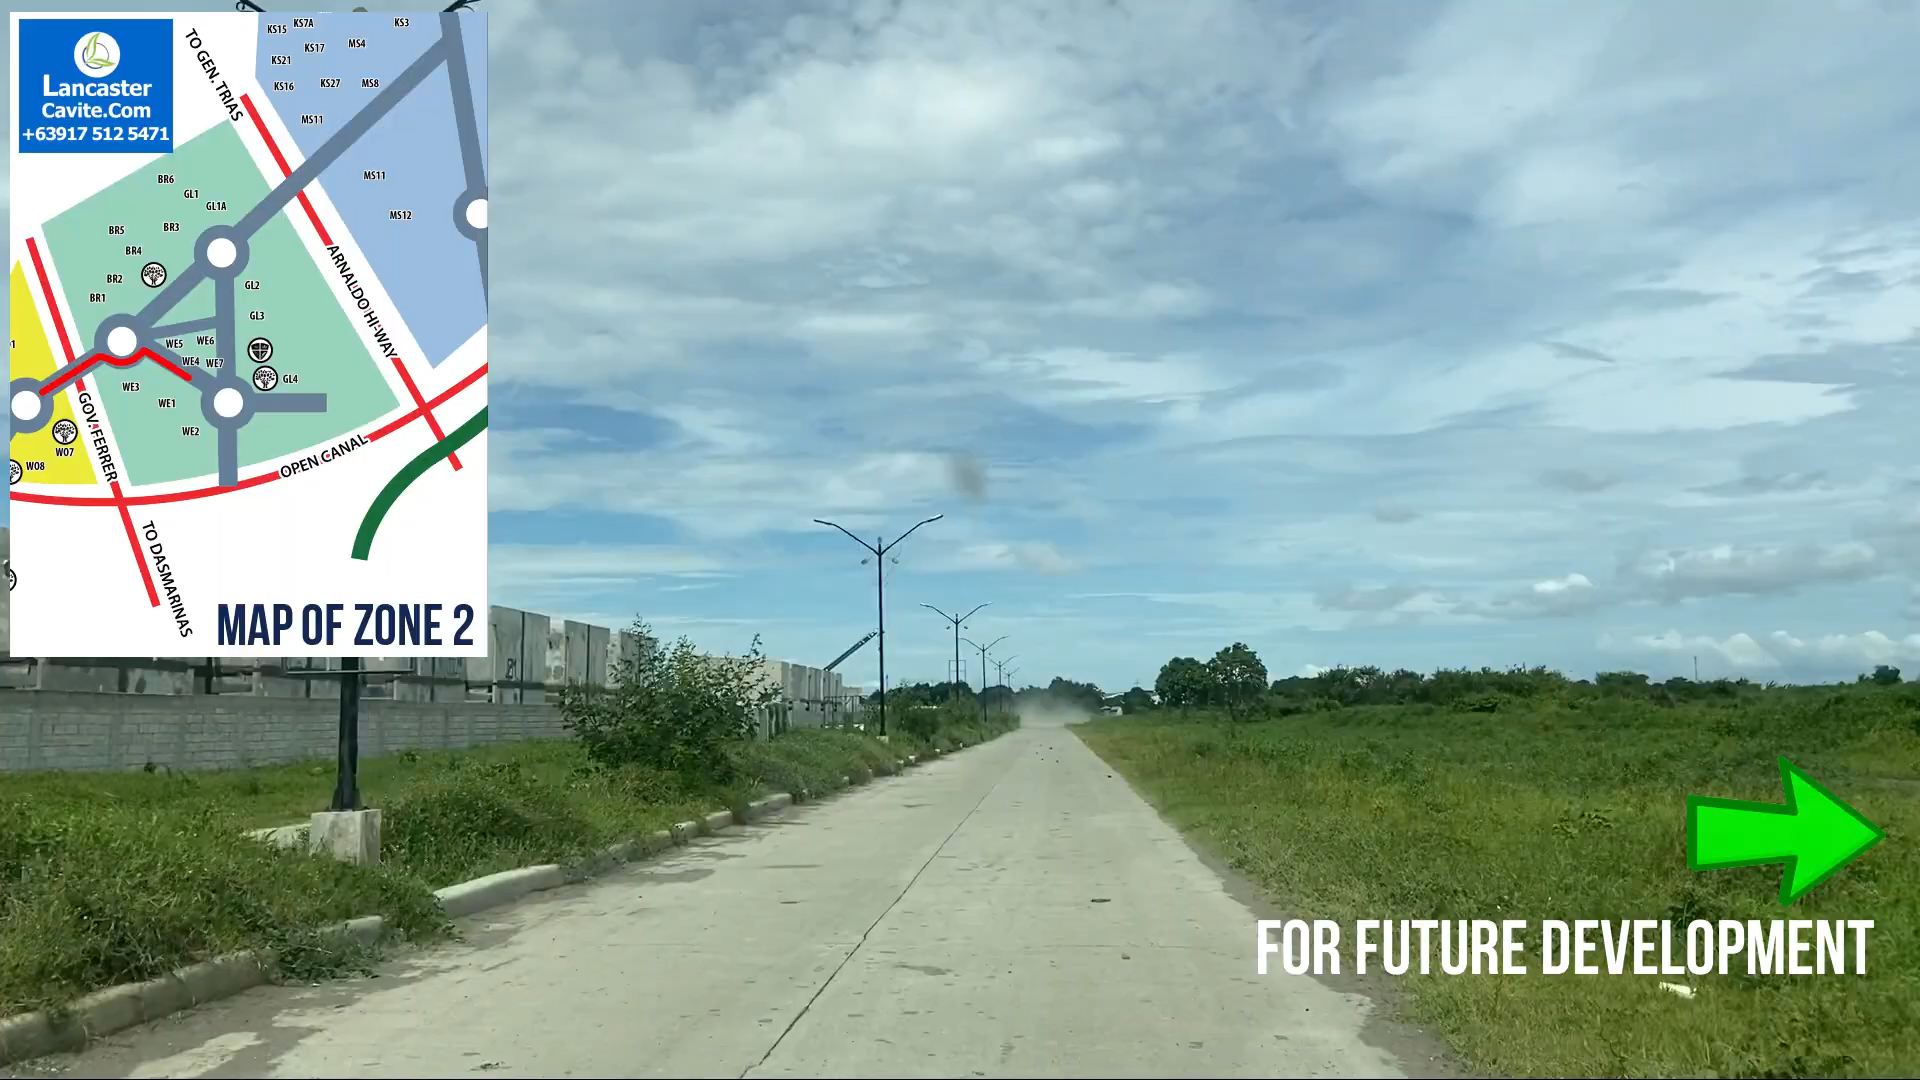 Lancaster
Cavite.Com
+63917 512 5471
TO GEN. TRIAS
KS15
KS7A
KS3
KS17
MS4
KS21
KS16
KS27
MS8
MS11
MS11
MS12
BR6
GL1
GL1A
BR5
BR3
BR4
BR2
BR1
GL2
GL3
ARNALDO HI-WAY
WE5
WE6
WE4
WE7
GL4
WE3
WE1
WE2
GOV. FERRER
W07
W08
OPEN CANAL
TO DASMARINAS
MAP OF ZONE 2
FOR FUTURE DEVELOPMENT